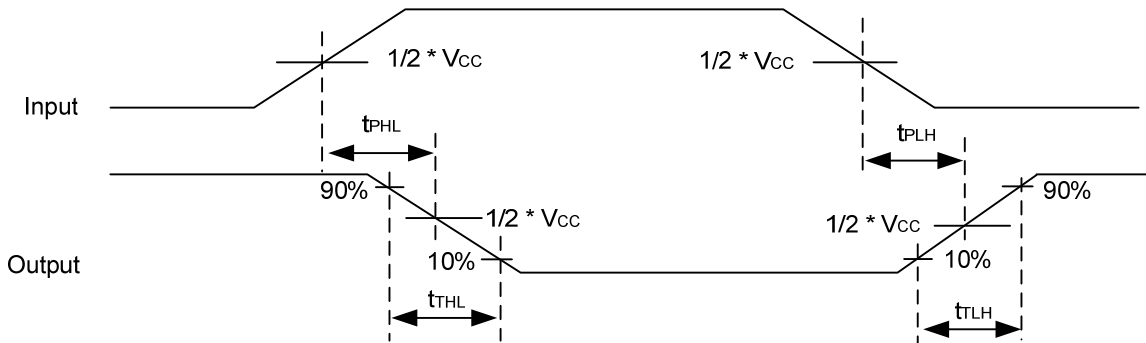 1/2 * VCC
1/2 * VCC
Input
tPHL
tPLH
90%
90%
1/2 * VCC
1/2 * VCC
10%
10%
Output
tTHL
tTLH